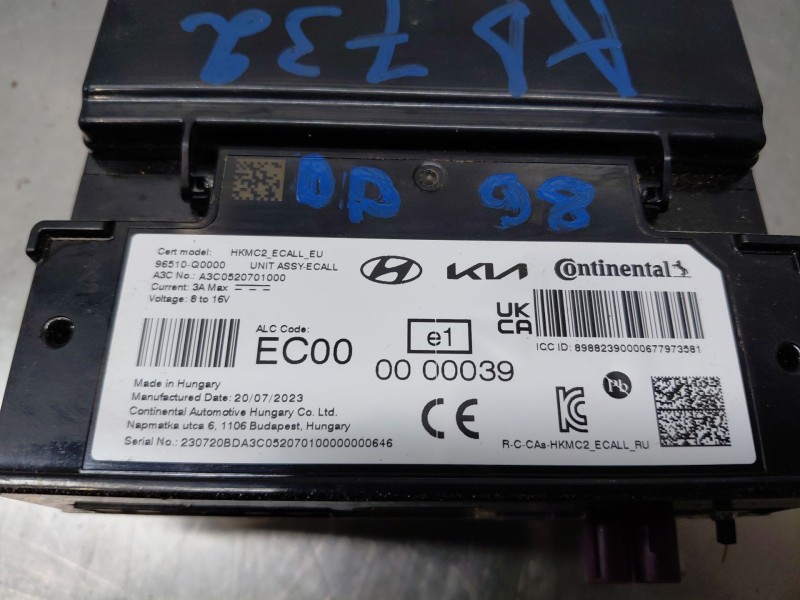 AD 732
98 OD
Cert model: HKMC2_ECALL_EU
96510-Q0000 UNIT ASSY-ECALL
A3C No.: A3C0520701000
Current: 3A Max
Voltage: 8 to 16V
KIA Continental
ALC Code:
EC00
e1
00 00039
UK
CA
ICC ID: 89882390000677973581
Made in Hungary
Manufactured Date: 20/07/2023
Continental Automotive Hungary Co. Ltd.
Napmatka utca 6, 1106 Budapest, Hungary
Serial No.: 230720BDA3C052070100000000646
CE
Pb
R-C-CAs-HKMC2_ECALL_RU